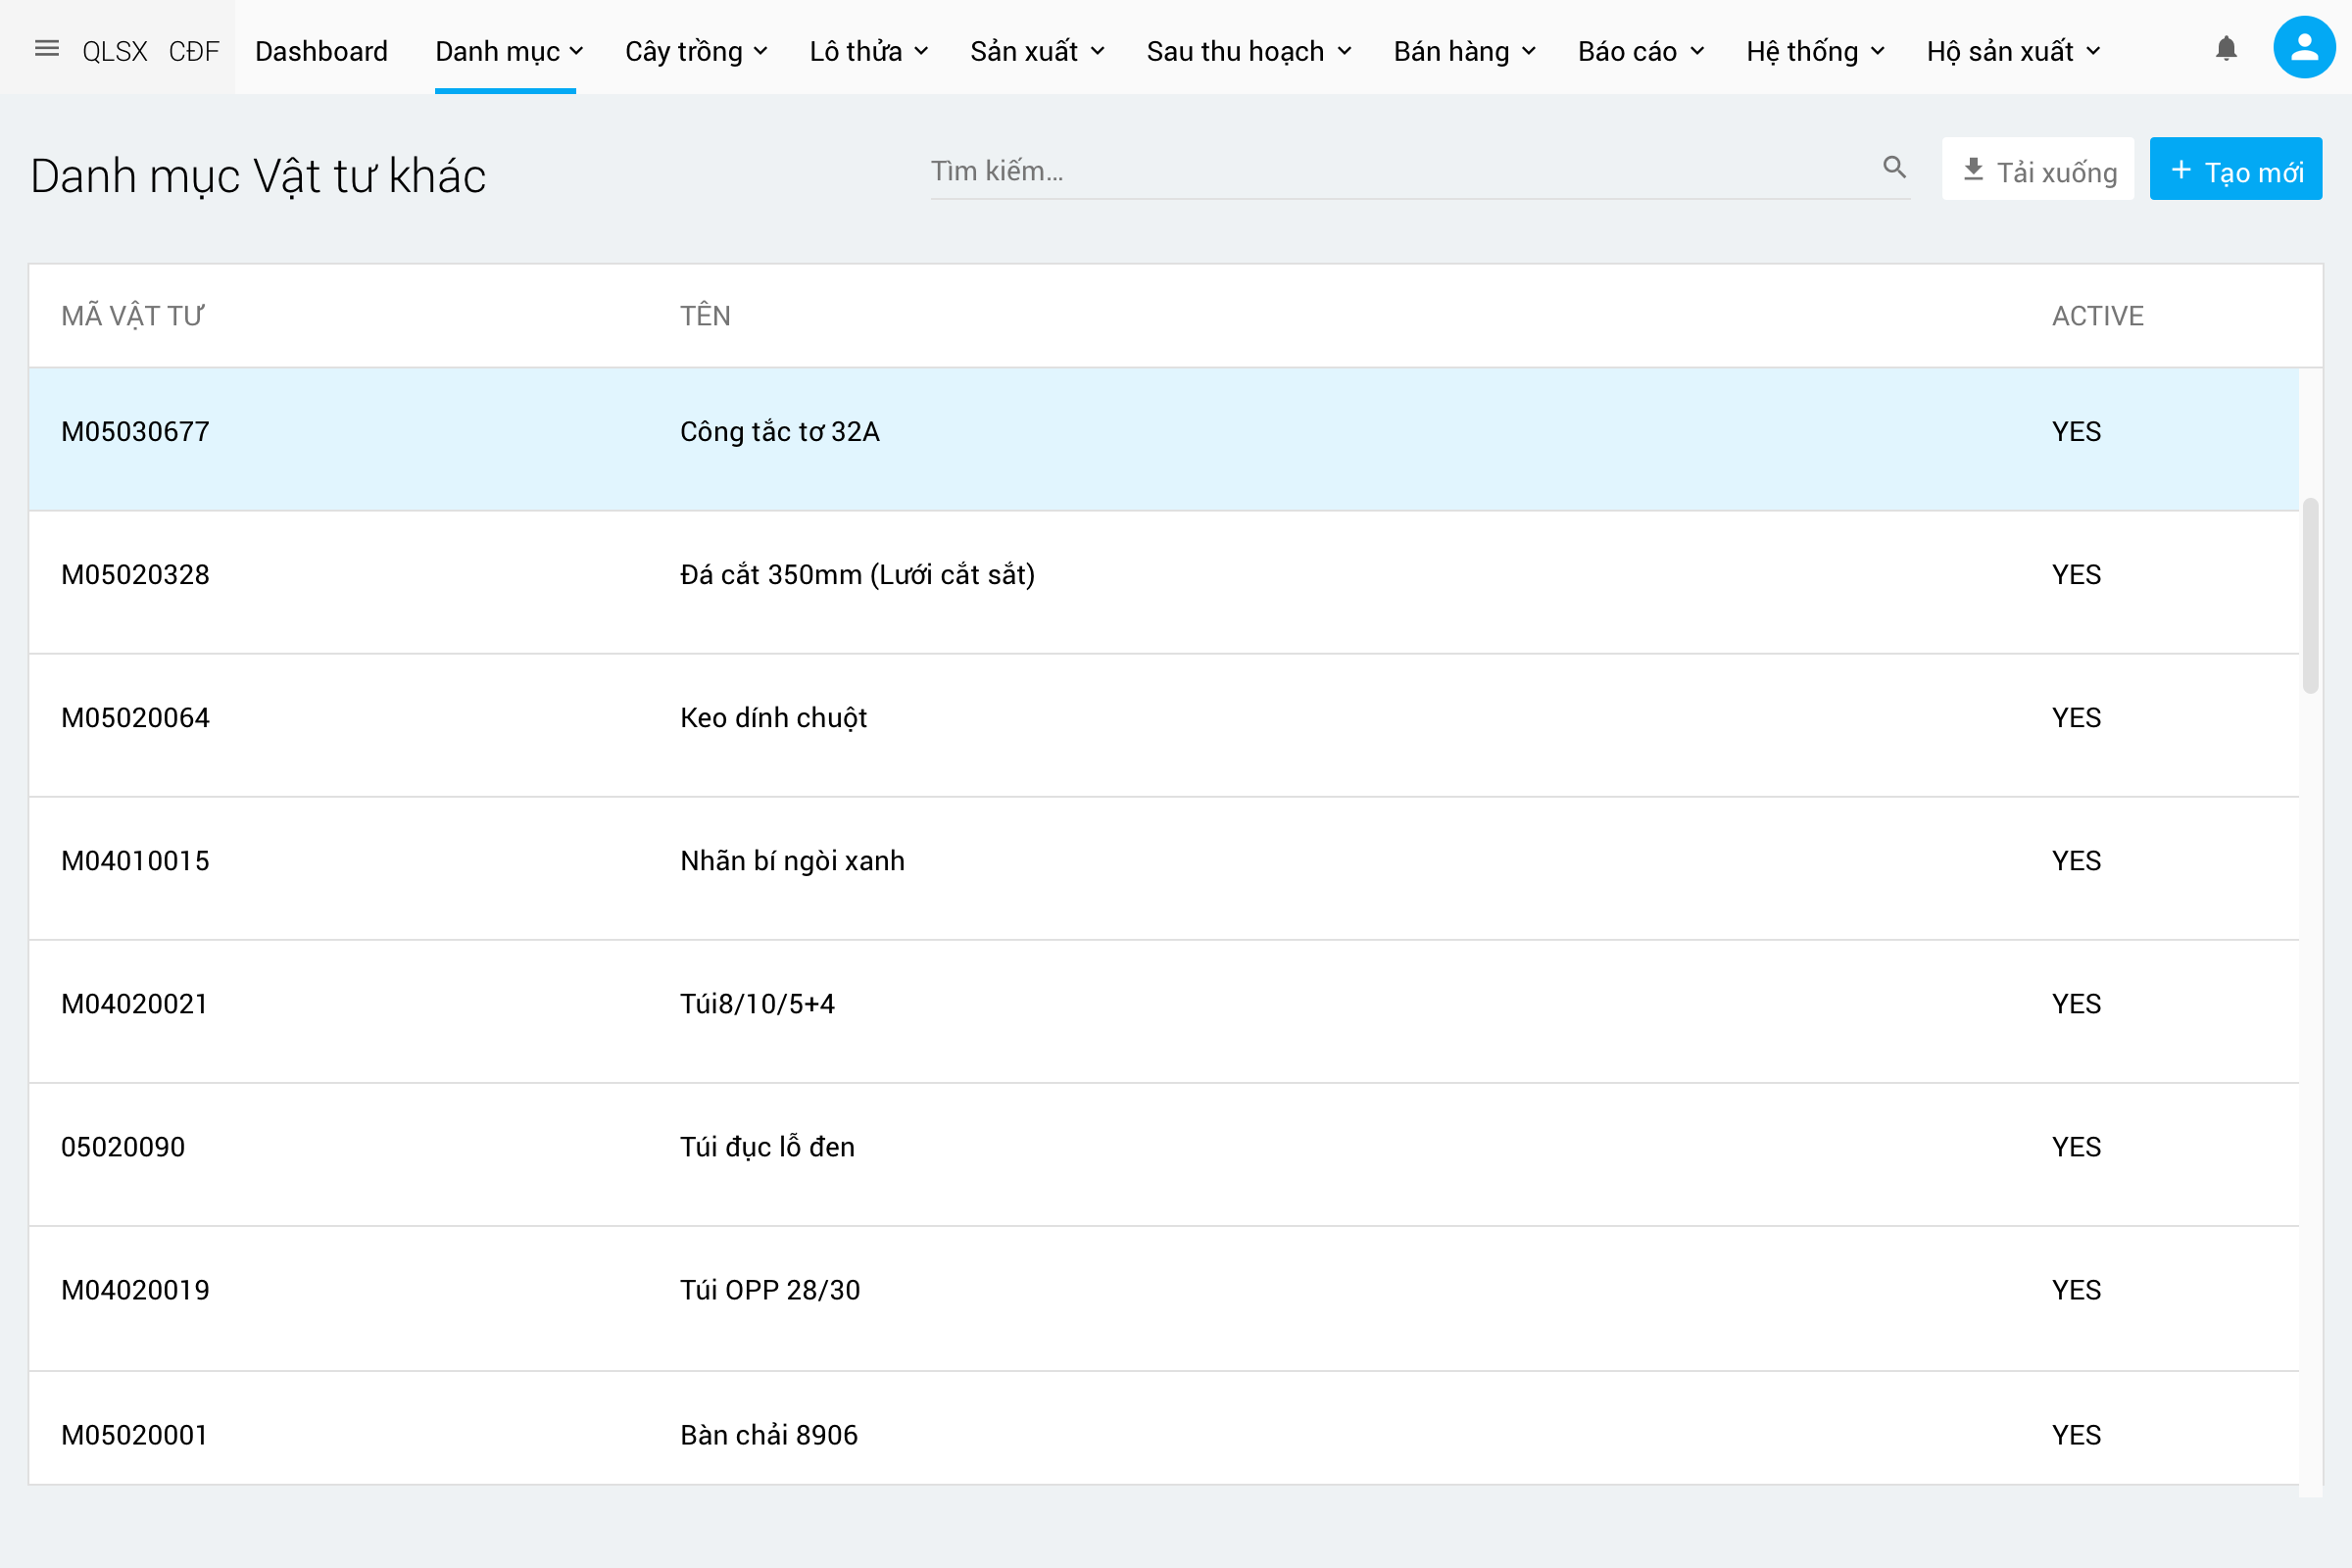 QLSX CĐF Dashboard Danh mục Cây trồng Lô thửa Sản xuất Sau thu hoạch Bán hàng Báo cáo Hệ thống Hộ sản xuất
Danh mục Vật tư khác Tìm kiếm... Tải xuống + Tạo mới
MÃ VẬT TƯ TÊN ACTIVE
M05030677 Công tắc tơ 32A YES
M05020328 Đá cắt 350mm (Lưới cắt sắt) YES
M05020064 Keo dính chuột YES
M04010015 Nhãn bí ngòi xanh YES
M04020021 Túi8/10/5+4 YES
05020090 Túi đục lỗ đen YES
M04020019 Túi OPP 28/30 YES
M05020001 Bàn chải 8906 YES